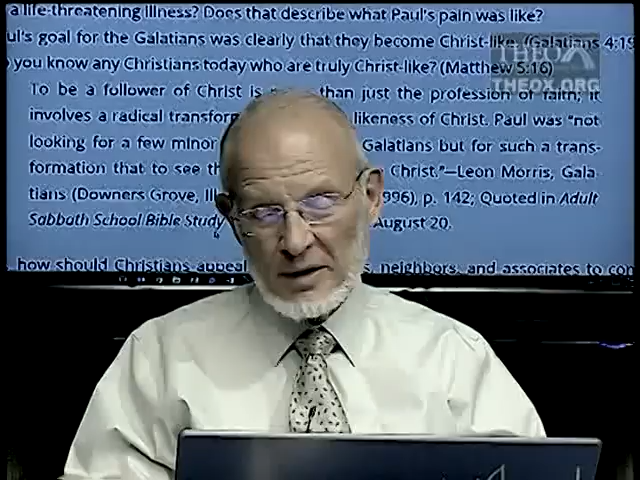 a life-threatening illness? Does that describe what Paul's pain was like?
ul's goal for the Galatians was clearly that they become Christ-like. (Galatians 4:19
you know any Christians today who are truly Christ-like? (Matthew 5:16)
THEOX
THEOX.ORG
To be a follower of Christ is than just the profession of faith; it
involves a radical transfor likeness of Christ. Paul was "not
looking for a few minor Galatians but for such a trans-
formation that to see th Christ."—Leon Morris, Gala-
tians (Downers Grove, Ill 996), p. 142; Quoted in Adult
Sabbath School Bible Study August 20.
how should Christians appeal s, neighbors, and associates to con